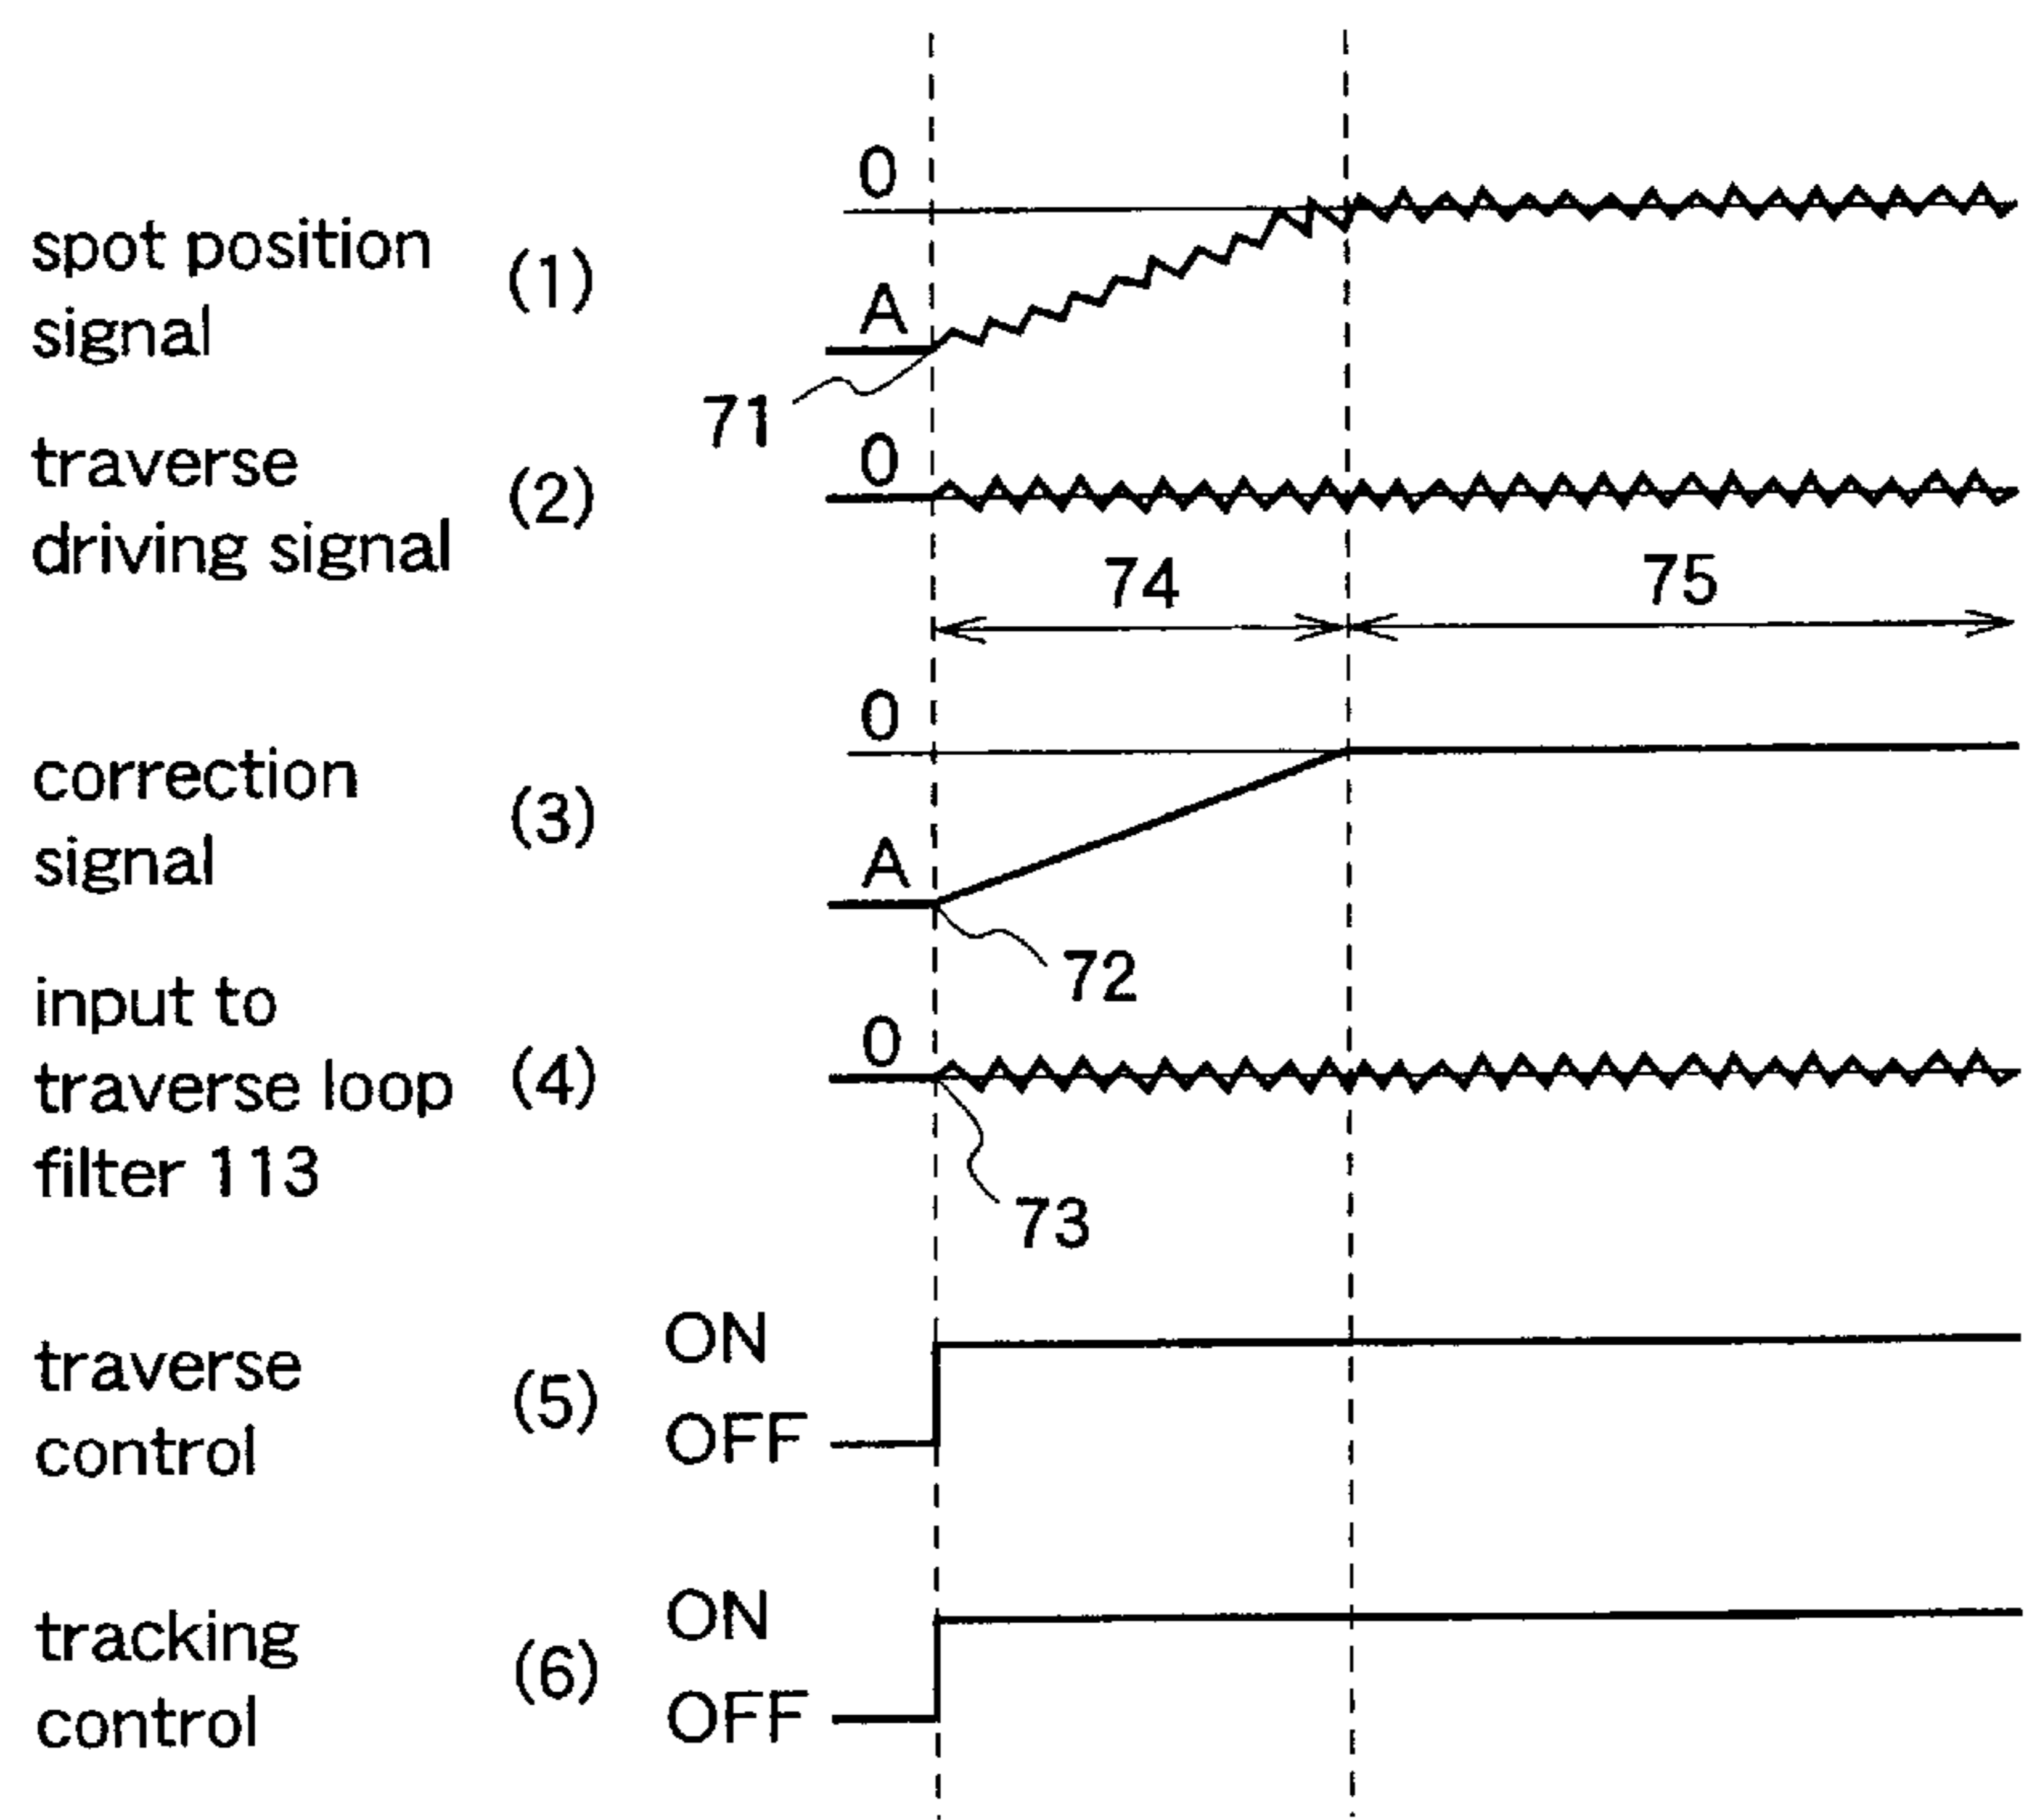 0
spot position
signal
(1)
A
71
traverse
driving signal
(2)
0
74
75
0
correction
signal
(3)
A
72
input to
traverse loop
filter 113
(4)
0
73
traverse
control
(5)
ON
OFF
tracking
control
(6)
ON
OFF